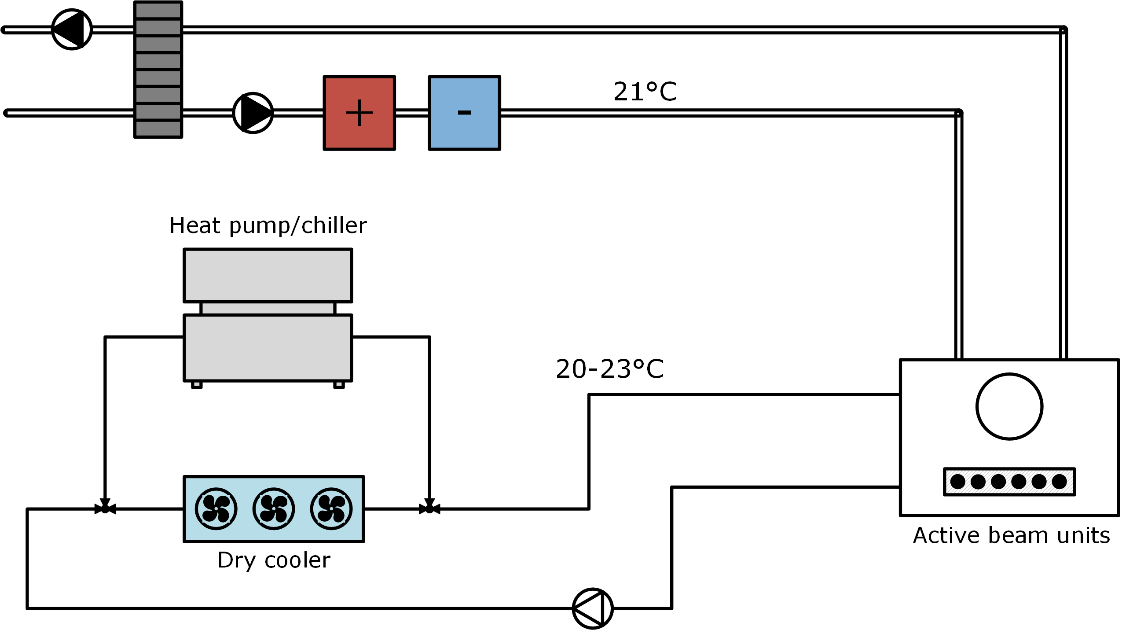 21°C
+
-
Heat pump/chiller
20-23°C
Dry cooler
Active beam units